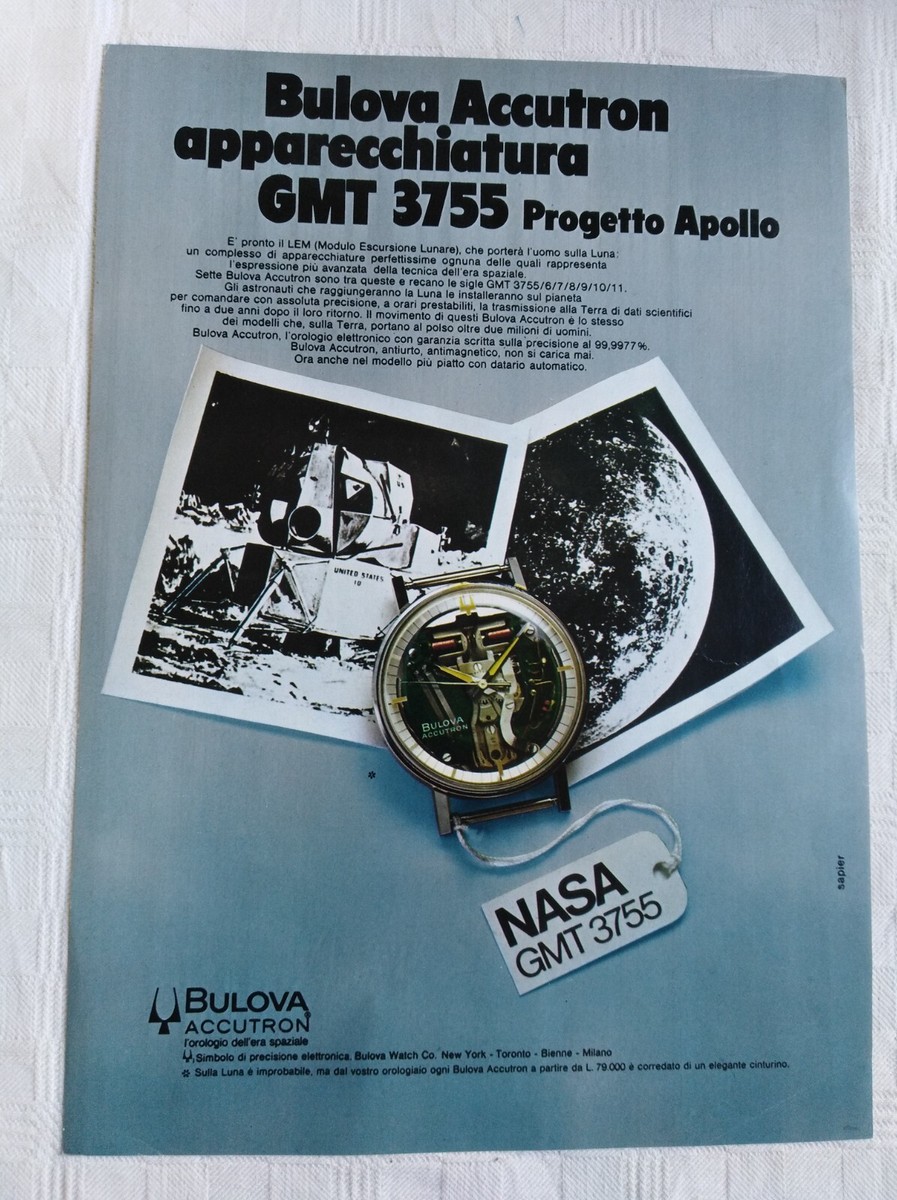 Bulova Accutron
apparecchiatura
GMT 3755 Progetto Apollo
E' pronto il LEM (Modulo Escursione Lunare), che porterà l'uomo sulla Luna:
un complesso di apparecchiature perfettissime ognuna delle quali rappresenta
l'espressione più avanzata della tecnica dell'era spaziale.
Sette Bulova Accutron sono tra queste e recano le sigle GMT 3755/6/7/8/9/10/11.
Gli astronauti che raggiungeranno la Luna le installeranno sul pianeta
per comandare con assoluta precisione, a orari prestabiliti, la trasmissione alla Terra di dati scientifici
fino a due anni dopo il loro ritorno. Il movimento di questi Bulova Accutron è lo stesso
dei modelli che, sulla Terra, portano al polso oltre due milioni di uomini.
Bulova Accutron, l'orologio elettronico con garanzia scritta sulla precisione al 99,9977%.
Bulova Accutron, antiurto, antimagnetico, non si carica mai.
Ora anche nel modello più piatto con datario automatico.
UNITED STATES
10
BULOVA
ACCUTRON
*
NASA
GMT 3755
sapier
BULOVA
ACCUTRON®
l'orologio dell'era spaziale
Simbolo di precisione elettronica. Bulova Watch Co. New York - Toronto - Bienne - Milano
* Sulla Luna è improbabile, ma dal vostro orologiaio ogni Bulova Accutron a partire da L. 79.000 è corredato di un elegante cinturino.